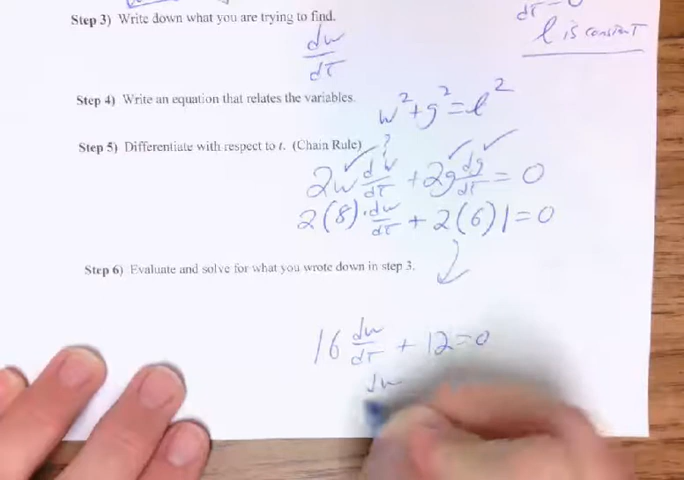 Step 3) Write down what you are trying to find.
dw/dt
l is constant
Step 4) Write an equation that relates the variables.
w² + g² = l²
Step 5) Differentiate with respect to t. (Chain Rule)
?
2w dw/dt + 2g dg/dt = 0
2(8)·dw/dt + 2(6)1 = 0
Step 6) Evaluate and solve for what you wrote down in step 3.
16 dw/dt + 12 = 0
dw